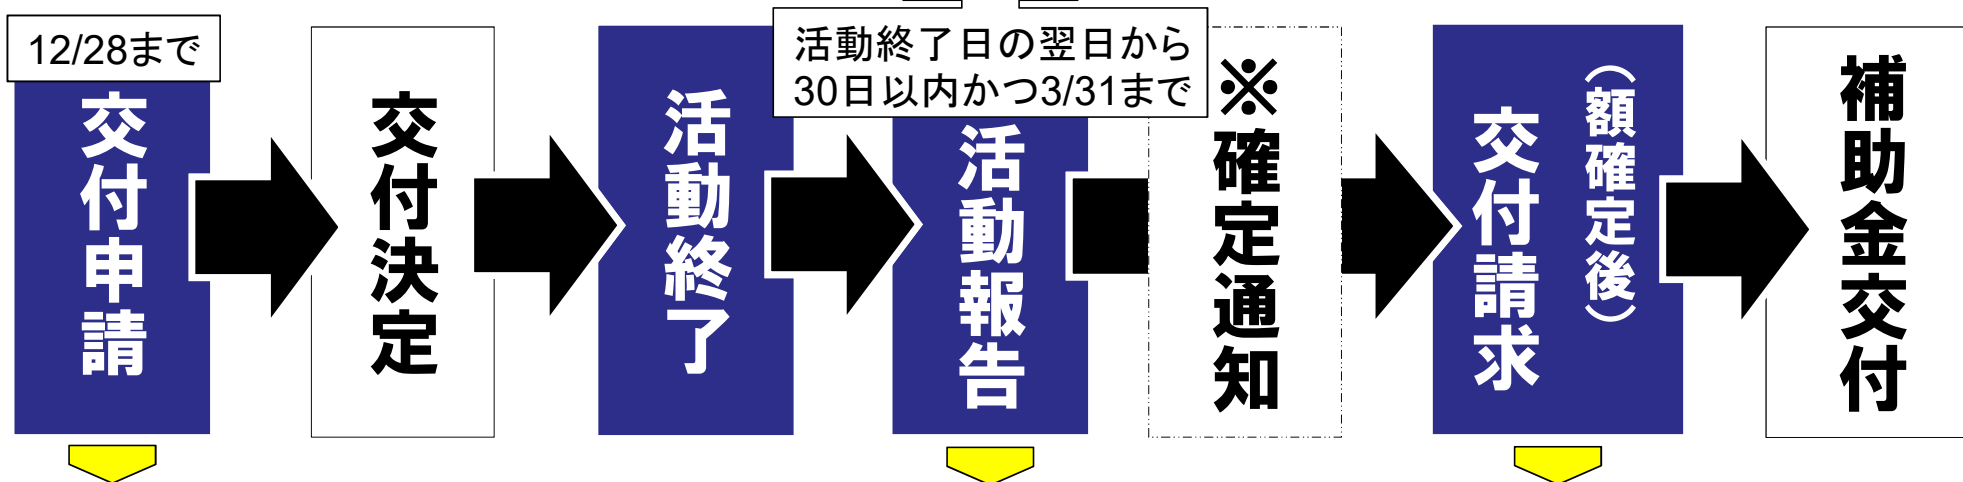 12/28まで
交付申請
交付決定
活動終了
活動終了日の翌日から
30日以内かつ3/31まで
活動報告
※確定通知
(額確定後)
交付請求
補助金交付